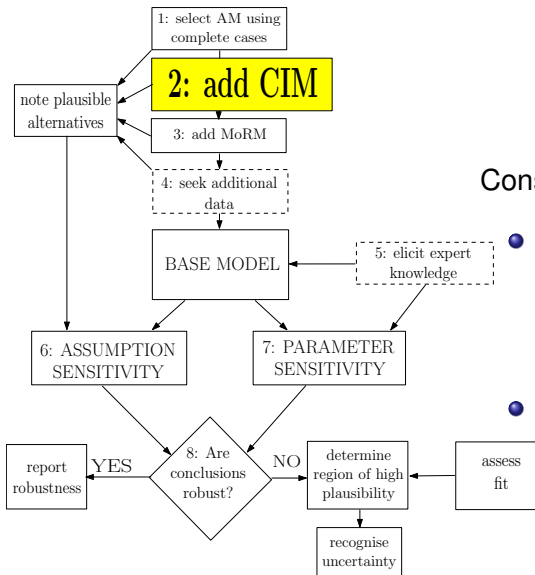 1: select AM using
complete cases
2: add CIM
note plausible
alternatives
3: add MoRM
4: seek additional
data
BASE MODEL
5: elicit expert
knowledge
6: ASSUMPTION
SENSITIVITY
7: PARAMETER
SENSITIVITY
8: Are
conclusions
robust?
YES
NO
report
robustness
determine
region of high
plausibility
assess
fit
recognise
uncertainty